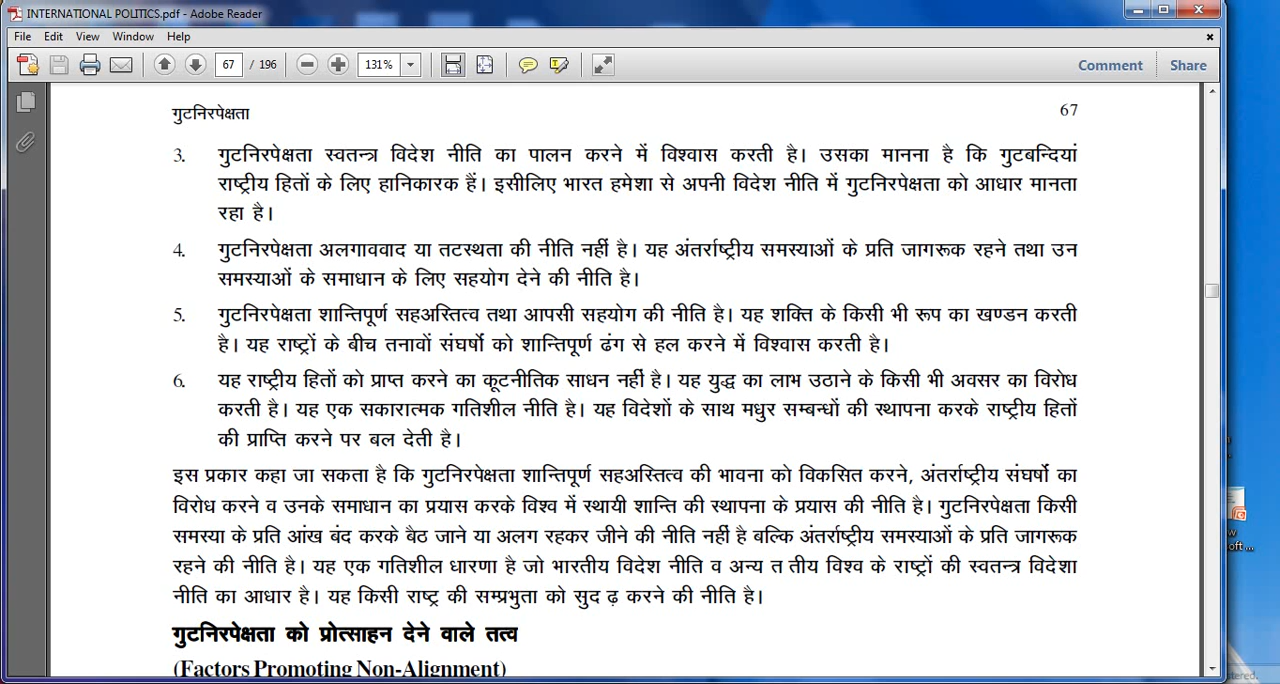 INTERNATIONAL POLITICS.pdf - Adobe Reader
File Edit View Window Help
67 / 196 131% Comment Share
गुटनिरपेक्षता 67
3. गुटनिरपेक्षता स्वतन्त्र विदेश नीति का पालन करने में विश्वास करती है। उसका मानना है कि गुटबन्दियां
राष्ट्रीय हितों के लिए हानिकारक हैं। इसीलिए भारत हमेशा से अपनी विदेश नीति में गुटनिरपेक्षता को आधार मानता
रहा है।
4. गुटनिरपेक्षता अलगाववाद या तटस्थता की नीति नहीं है। यह अंतर्राष्ट्रीय समस्याओं के प्रति जागरूक रहने तथा उन
समस्याओं के समाधान के लिए सहयोग देने की नीति है।
5. गुटनिरपेक्षता शान्तिपूर्ण सहअस्तित्व तथा आपसी सहयोग की नीति है। यह शक्ति के किसी भी रूप का खण्डन करती
है। यह राष्ट्रों के बीच तनावों संघर्षों को शान्तिपूर्ण ढंग से हल करने में विश्वास करती है।
6. यह राष्ट्रीय हितों को प्राप्त करने का कूटनीतिक साधन नहीं है। यह युद्ध का लाभ उठाने के किसी भी अवसर का विरोध
करती है। यह एक सकारात्मक गतिशील नीति है। यह विदेशों के साथ मधुर सम्बन्धों की स्थापना करके राष्ट्रीय हितों
की प्राप्ति करने पर बल देती है।
इस प्रकार कहा जा सकता है कि गुटनिरपेक्षता शान्तिपूर्ण सहअस्तित्व की भावना को विकसित करने, अंतर्राष्ट्रीय संघर्षो का
विरोध करने व उनके समाधान का प्रयास करके विश्व में स्थायी शान्ति की स्थापना के प्रयास की नीति है। गुटनिरपेक्षता किसी
समस्या के प्रति आंख बंद करके बैठ जाने या अलग रहकर जीने की नीति नहीं है बल्कि अंतर्राष्ट्रीय समस्याओं के प्रति जागरूक
रहने की नीति है। यह एक गतिशील धारणा है जो भारतीय विदेश नीति व अन्य त तीय विश्व के राष्ट्रों की स्वतन्त्र विदेशा
नीति का आधार है। यह किसी राष्ट्र की सम्प्रभुता को सुद ढ़ करने की नीति है।
गुटनिरपेक्षता को प्रोत्साहन देने वाले तत्व
(Factors Promoting Non-Alignment)